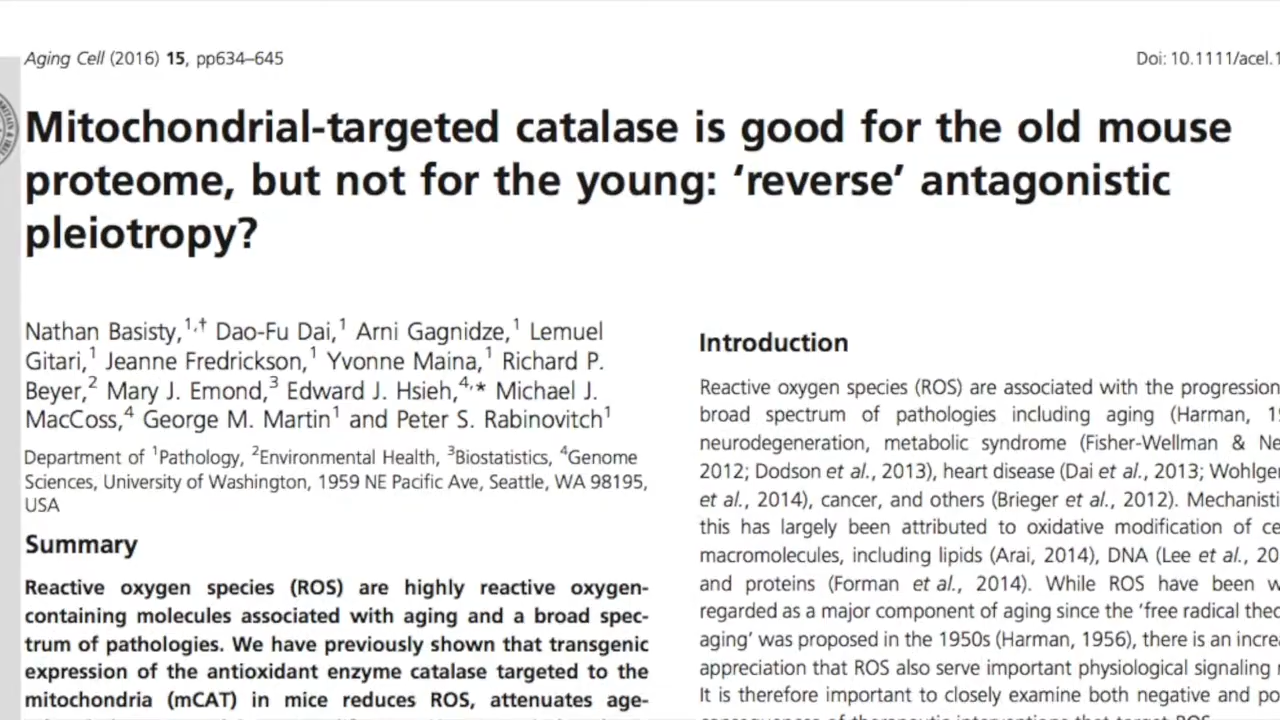 Aging Cell (2016) 15, pp634–645
Doi: 10.1111/acel.1
Mitochondrial-targeted catalase is good for the old mouse
proteome, but not for the young: ‘reverse’ antagonistic
pleiotropy?
Nathan Basisty,1,† Dao-Fu Dai,1 Arni Gagnidze,1 Lemuel
Gitari,1 Jeanne Fredrickson,1 Yvonne Maina,1 Richard P.
Beyer,2 Mary J. Emond,3 Edward J. Hsieh,4,* Michael J.
MacCoss,4 George M. Martin1 and Peter S. Rabinovitch1
Department of 1Pathology, 2Environmental Health, 3Biostatistics, 4Genome
Sciences, University of Washington, 1959 NE Pacific Ave, Seattle, WA 98195,
USA
Summary
Reactive oxygen species (ROS) are highly reactive oxygen-
containing molecules associated with aging and a broad spec-
trum of pathologies. We have previously shown that transgenic
expression of the antioxidant enzyme catalase targeted to the
mitochondria (mCAT) in mice reduces ROS, attenuates age-
Introduction
Reactive oxygen species (ROS) are associated with the progression
broad spectrum of pathologies including aging (Harman, 19
neurodegeneration, metabolic syndrome (Fisher-Wellman & Ne
2012; Dodson et al., 2013), heart disease (Dai et al., 2013; Wohlge
et al., 2014), cancer, and others (Brieger et al., 2012). Mechanisti
this has largely been attributed to oxidative modification of ce
macromolecules, including lipids (Arai, 2014), DNA (Lee et al., 20
and proteins (Forman et al., 2014). While ROS have been w
regarded as a major component of aging since the ‘free radical theo
aging’ was proposed in the 1950s (Harman, 1956), there is an increa
appreciation that ROS also serve important physiological signaling
It is therefore important to closely examine both negative and po